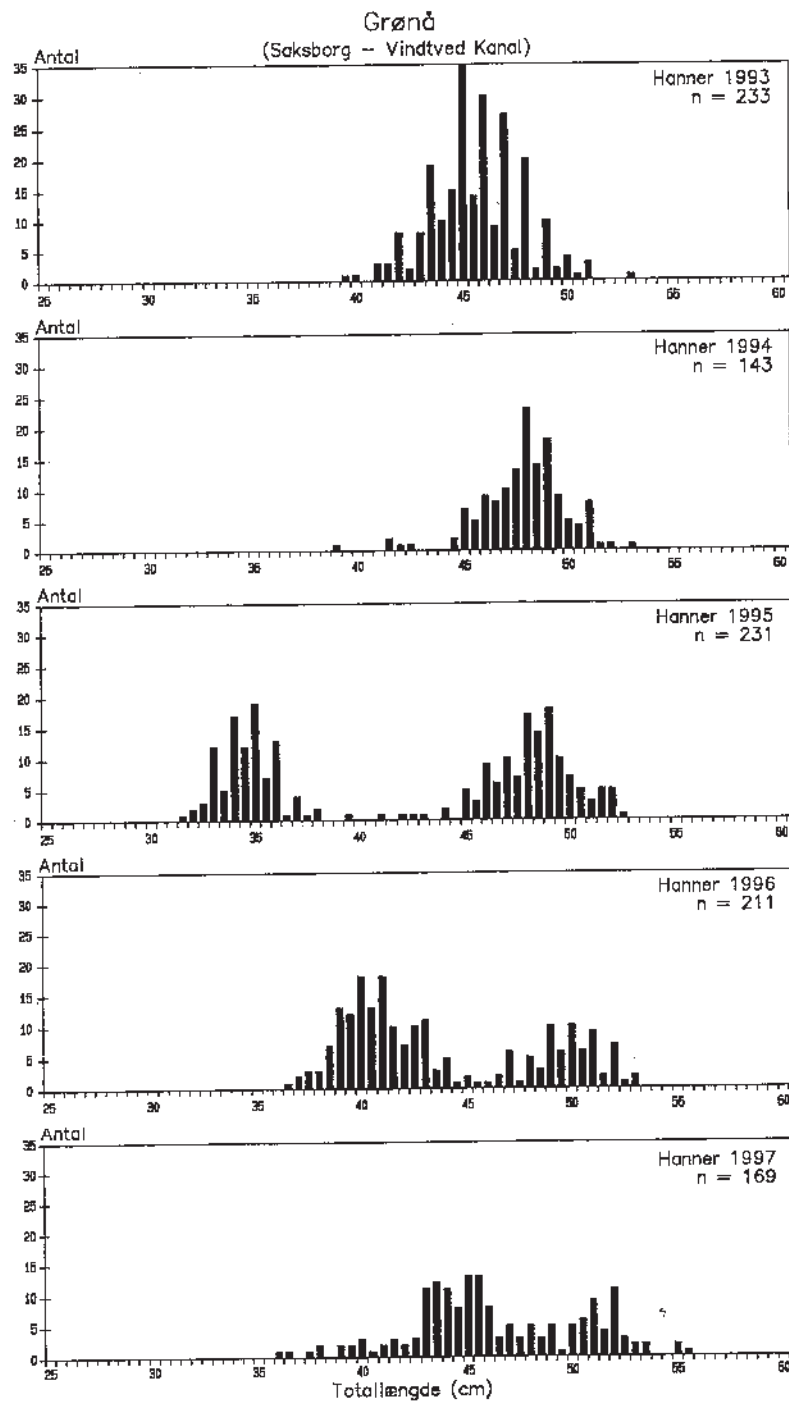 Grønå
(Saksborg – Vindtved Kanal)
Antal
Hanner 1993
n = 233
35
30
25
20
15
10
5
0
25 30 35 40 45 50 55 60
Antal
Hanner 1994
n = 143
35
30
25
20
15
10
5
0
25 30 35 40 45 50 55 60
Hanner 1995
n = 231
35
30
25
20
15
10
5
0
25 30 35 40 45 50 55 60
Antal
Hanner 1996
n = 211
35
30
25
20
15
10
5
0
25 30 35 40 45 50 55 60
Antal
Hanner 1997
n = 169
35
30
25
20
15
10
5
0
25 30 35 40 45 50 55 60
Totallængde (cm)